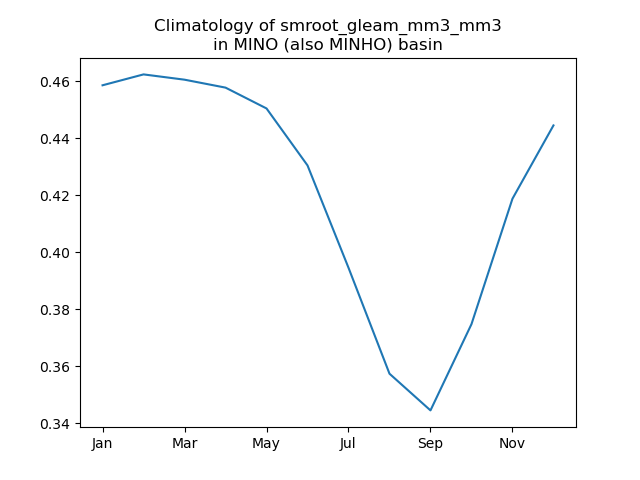 Climatology of smroot_gleam_mm3_mm3
in MINO (also MINHO) basin
0.46
0.44
0.42
0.40
0.38
0.36
0.34
Jan Mar May Jul Sep Nov